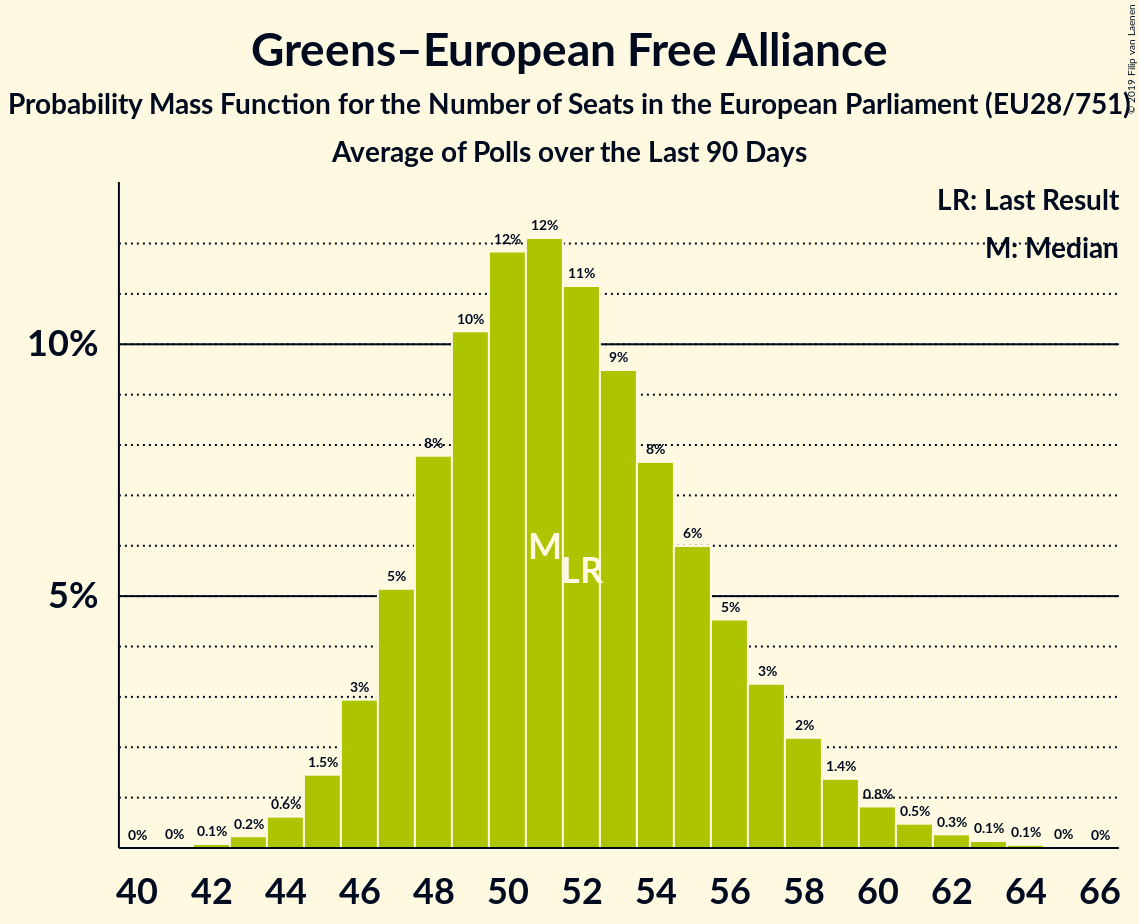 Greens–European Free Alliance
Probability Mass Function for the Number of Seats in the European Parliament (EU28/751)
Average of Polls over the Last 90 Days
© 2019 Filip van Laenen
LR: Last Result
M: Median
10%
5%
0% 0% 0.1% 0.2% 0.6% 1.5% 3% 5% 8% 10% 12% 12% 11% 9% 8% 6% 5% 3% 2% 1.4% 0.8% 0.5% 0.3% 0.1% 0.1% 0% 0%
M
LR
40 42 44 46 48 50 52 54 56 58 60 62 64 66